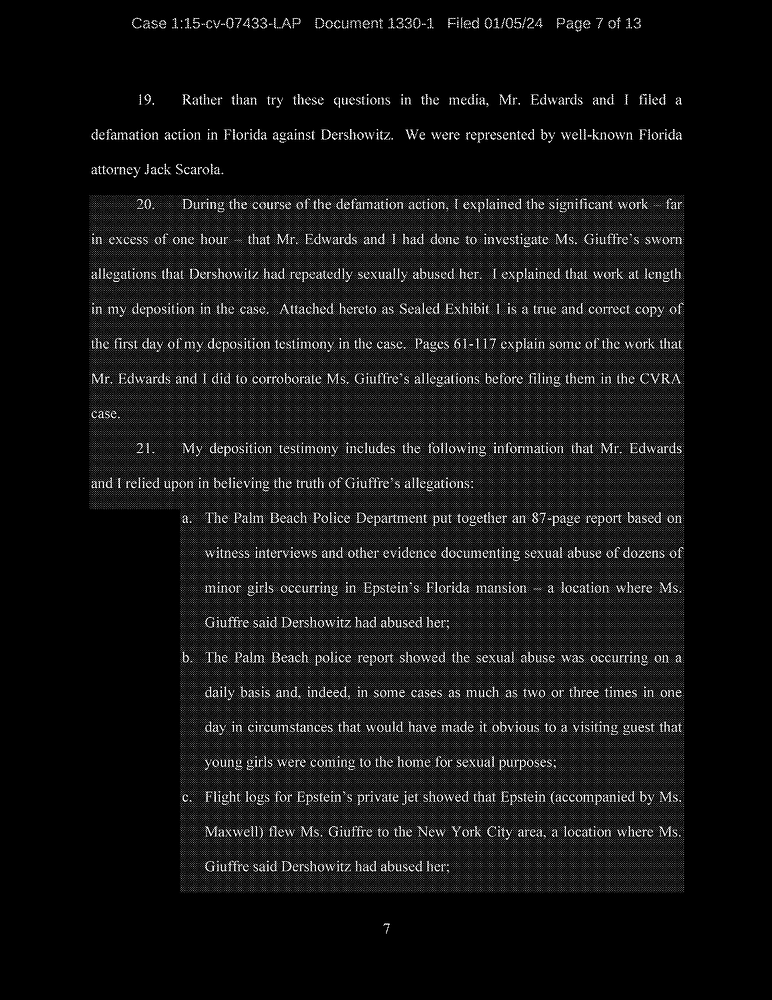 Case 1:15-cv-07433-LAP Document 1330-1 Filed 01/05/24 Page 7 of 13
19. Rather than try these questions in the media, Mr. Edwards and I filed a
defamation action in Florida against Dershowitz. We were represented by well-known Florida
attorney Jack Scarola.
20. During the course of the defamation action, I explained the significant work – far
in excess of one hour – that Mr. Edwards and I had done to investigate Ms. Giuffre's sworn
allegations that Dershowitz had repeatedly sexually abused her. I explained that work at length
in my deposition in the case. Attached hereto as Sealed Exhibit 1 is a true and correct copy of
the first day of my deposition testimony in the case. Pages 61-117 explain some of the work that
Mr. Edwards and I did to corroborate Ms. Giuffre's allegations before filing them in the CVRA
case.
21. My deposition testimony includes the following information that Mr. Edwards
and I relied upon in believing the truth of Giuffre's allegations:
a. The Palm Beach Police Department put together an 87-page report based on
witness interviews and other evidence documenting sexual abuse of dozens of
minor girls occurring in Epstein's Florida mansion – a location where Ms.
Giuffre said Dershowitz had abused her;
b. The Palm Beach police report showed the sexual abuse was occurring on a
daily basis and, indeed, in some cases as much as two or three times in one
day in circumstances that would have made it obvious to a visiting guest that
young girls were coming to the home for sexual purposes;
c. Flight logs for Epstein's private jet showed that Epstein (accompanied by Ms.
Maxwell) flew Ms. Giuffre to the New York City area, a location where Ms.
Giuffre said Dershowitz had abused her;
7